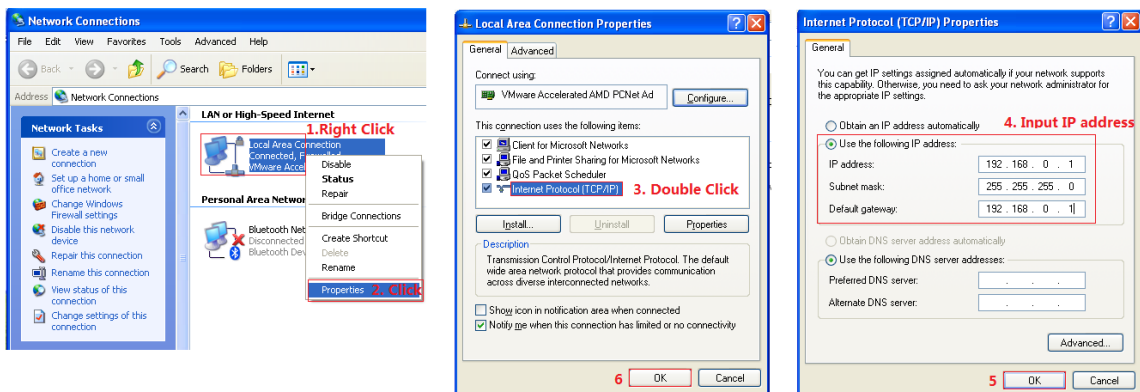 Network Connections
File Edit View Favorites Tools Advanced Help
Back Search Folders
Address Network Connections
Network Tasks
Create a new connection
Set up a home or small office network
Change Windows Firewall settings
Disable this network device
Repair this connection
Rename this connection
View status of this connection
Change settings of this connection
LAN or High-Speed Internet
1.Right Click
Local Area Connection
Connected, Firewalled
VMware Accel
Disable
Status
Repair
Bridge Connections
Create Shortcut
Delete
Rename
Properties 2. Click
Personal Area Networ
Bluetooth Net
Disconnected
Bluetooth Dev
Local Area Connection Properties
General Advanced
Connect using:
VMware Accelerated AMD PCNet Ad Configure...
This connection uses the following items:
Client for Microsoft Networks
File and Printer Sharing for Microsoft Networks
QoS Packet Scheduler
Internet Protocol (TCP/IP) 3. Double Click
Install... Uninstall Properties
Description
Transmission Control Protocol/Internet Protocol. The default
wide area network protocol that provides communication
across diverse interconnected networks.
Show icon in notification area when connected
Notify me when this connection has limited or no connectivity
6 OK Cancel
Internet Protocol (TCP/IP) Properties
General
You can get IP settings assigned automatically if your network supports
this capability. Otherwise, you need to ask your network administrator for
the appropriate IP settings.
Obtain an IP address automatically 4. Input IP address
Use the following IP address:
IP address: 192 . 168 . 0 . 1
Subnet mask: 255 . 255 . 255 . 0
Default gateway: 192 . 168 . 0 . 1
Obtain DNS server address automatically
Use the following DNS server addresses:
Preferred DNS server: . . .
Alternate DNS server: . . .
Advanced...
5 OK Cancel